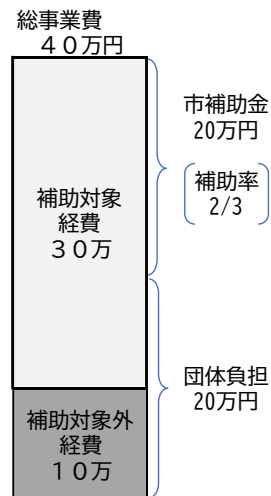 総事業費
４０万円
補助対象
経費
３０万
市補助金
20万円
補助率
2/3
団体負担
20万円
補助対象外
経費
１０万